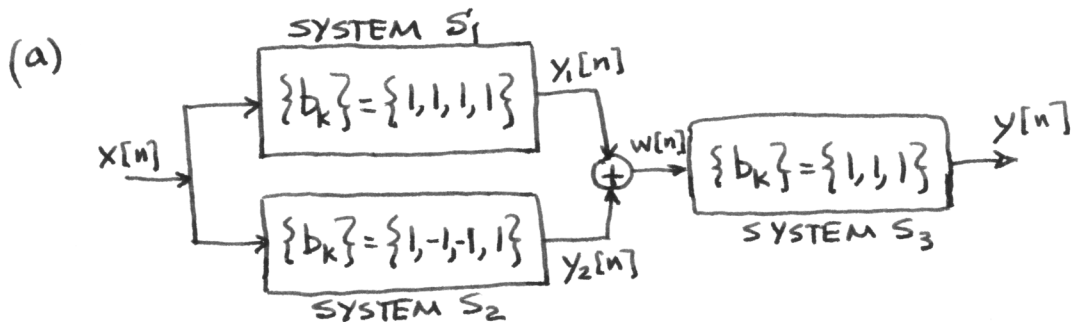 (a)
SYSTEM S1
{bk} = {1, 1, 1, 1}
y1[n]
x[n]
w[n]
{bk} = {1, 1, 1}
y[n]
SYSTEM S3
{bk} = {1, -1, -1, 1}
y2[n]
SYSTEM S2